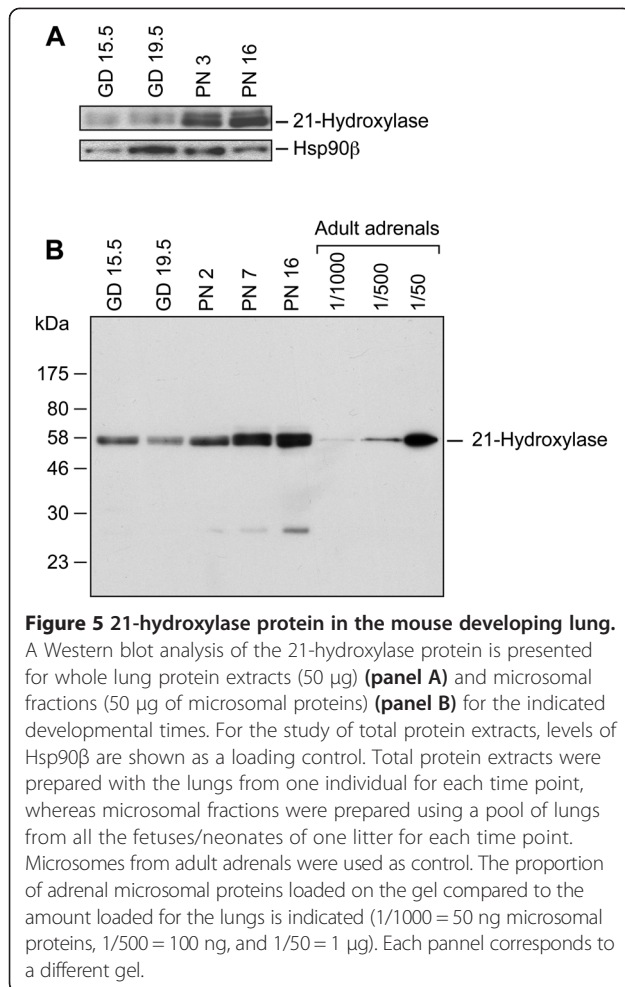 A
GD 15.5 GD 19.5 PN 3 PN 16
21-Hydroxylase
Hsp90β
Adult adrenals
B
GD 15.5 GD 19.5 PN 2 PN 7 PN 16 1/1000 1/500 1/50
kDa
175
80
58
21-Hydroxylase
46
30
23
Figure 5 21-hydroxylase protein in the mouse developing lung.
A Western blot analysis of the 21-hydroxylase protein is presented
for whole lung protein extracts (50 µg) (panel A) and microsomal
fractions (50 µg of microsomal proteins) (panel B) for the indicated
developmental times. For the study of total protein extracts, levels of
Hsp90β are shown as a loading control. Total protein extracts were
prepared with the lungs from one individual for each time point,
whereas microsomal fractions were prepared using a pool of lungs
from all the fetuses/neonates of one litter for each time point.
Microsomes from adult adrenals were used as control. The proportion
of adrenal microsomal proteins loaded on the gel compared to the
amount loaded for the lungs is indicated (1/1000 = 50 ng microsomal
proteins, 1/500 = 100 ng, and 1/50 = 1 µg). Each pannel corresponds to
a different gel.